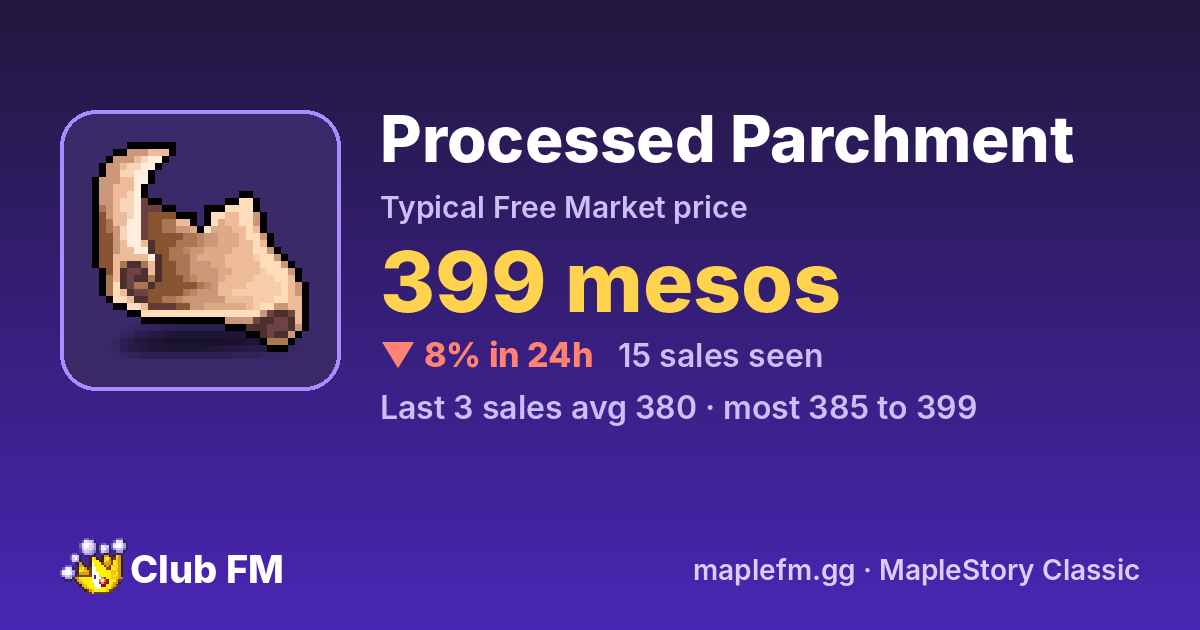 Processed Parchment
Typical Free Market price
399 mesos
▼ 8% in 24h 15 sales seen
Last 3 sales avg 380 · most 385 to 399
Club FM
maplefm.gg · MapleStory Classic